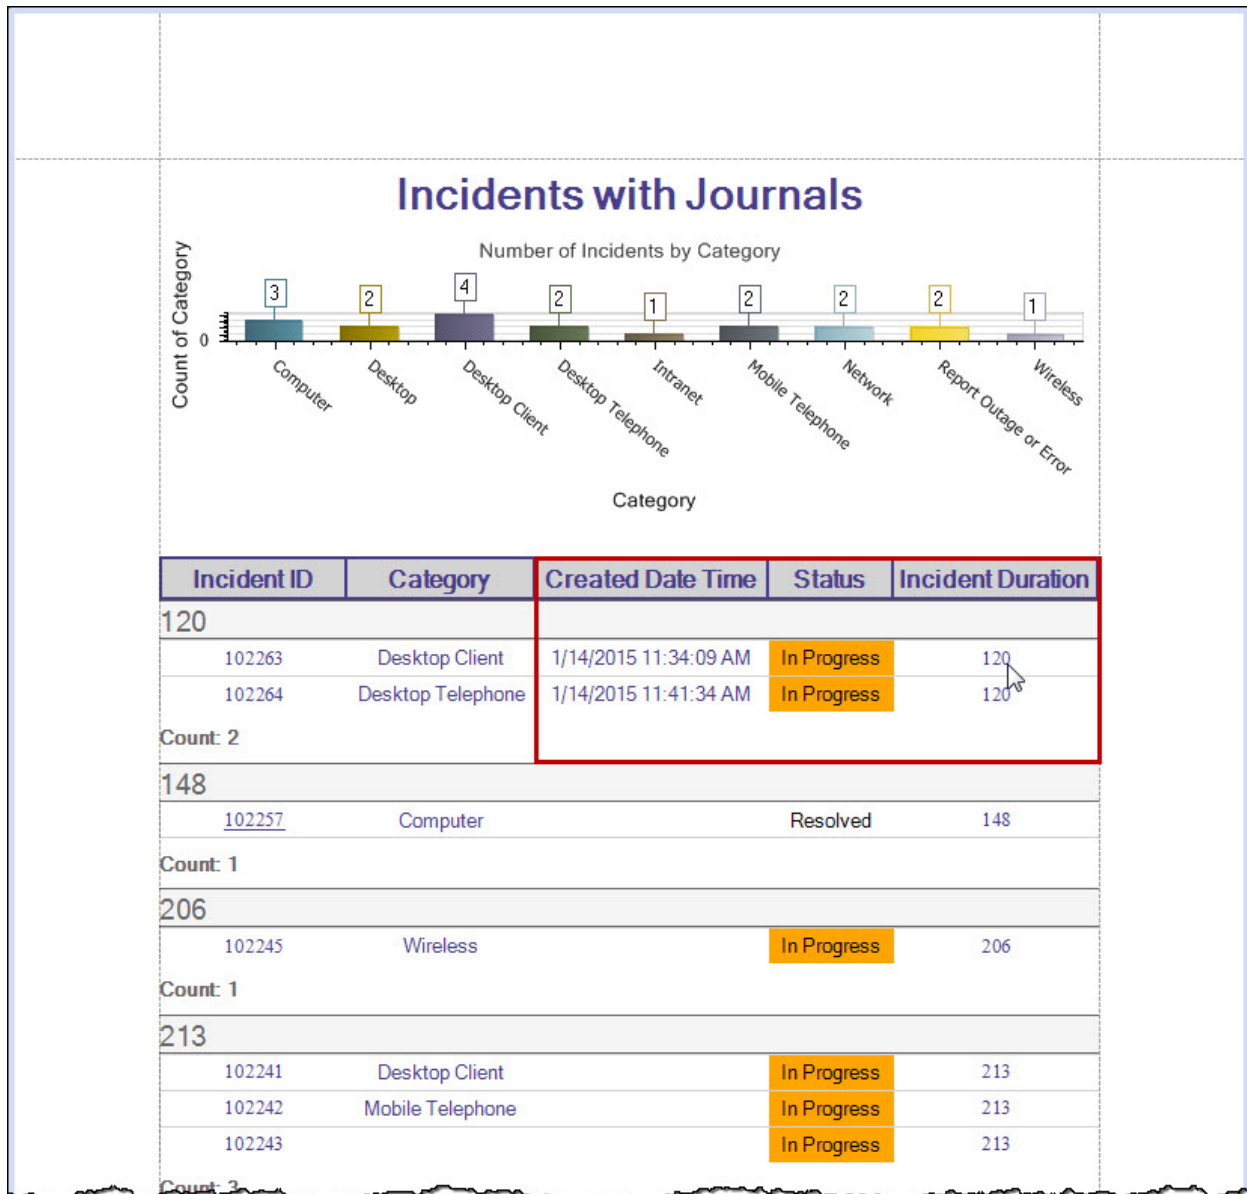 Incidents with Journals
Number of Incidents by Category
Count of Category
3 2 4 2 1 2 2 2 1
0
Computer
Desktop
Desktop Client
Desktop Telephone
Intranet
Mobile Telephone
Network
Report Outage or Error
Wireless
Category
Incident ID Category Created Date Time Status Incident Duration
120
102263 Desktop Client 1/14/2015 11:34:09 AM In Progress 120
102264 Desktop Telephone 1/14/2015 11:41:34 AM In Progress 120
Count: 2
148
102257 Computer Resolved 148
Count: 1
206
102245 Wireless In Progress 206
Count: 1
213
102241 Desktop Client In Progress 213
102242 Mobile Telephone In Progress 213
102243 In Progress 213
Count: 3